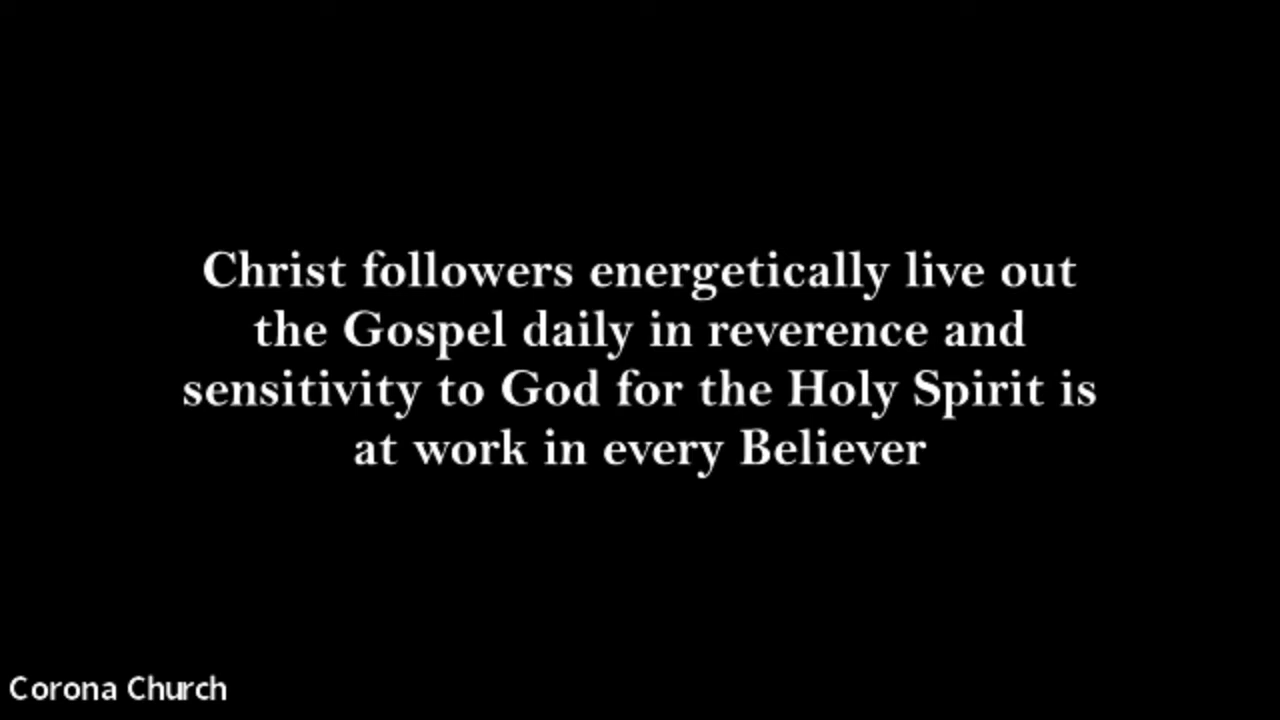 Christ followers energetically live out
the Gospel daily in reverence and
sensitivity to God for the Holy Spirit is
at work in every Believer
Corona Church